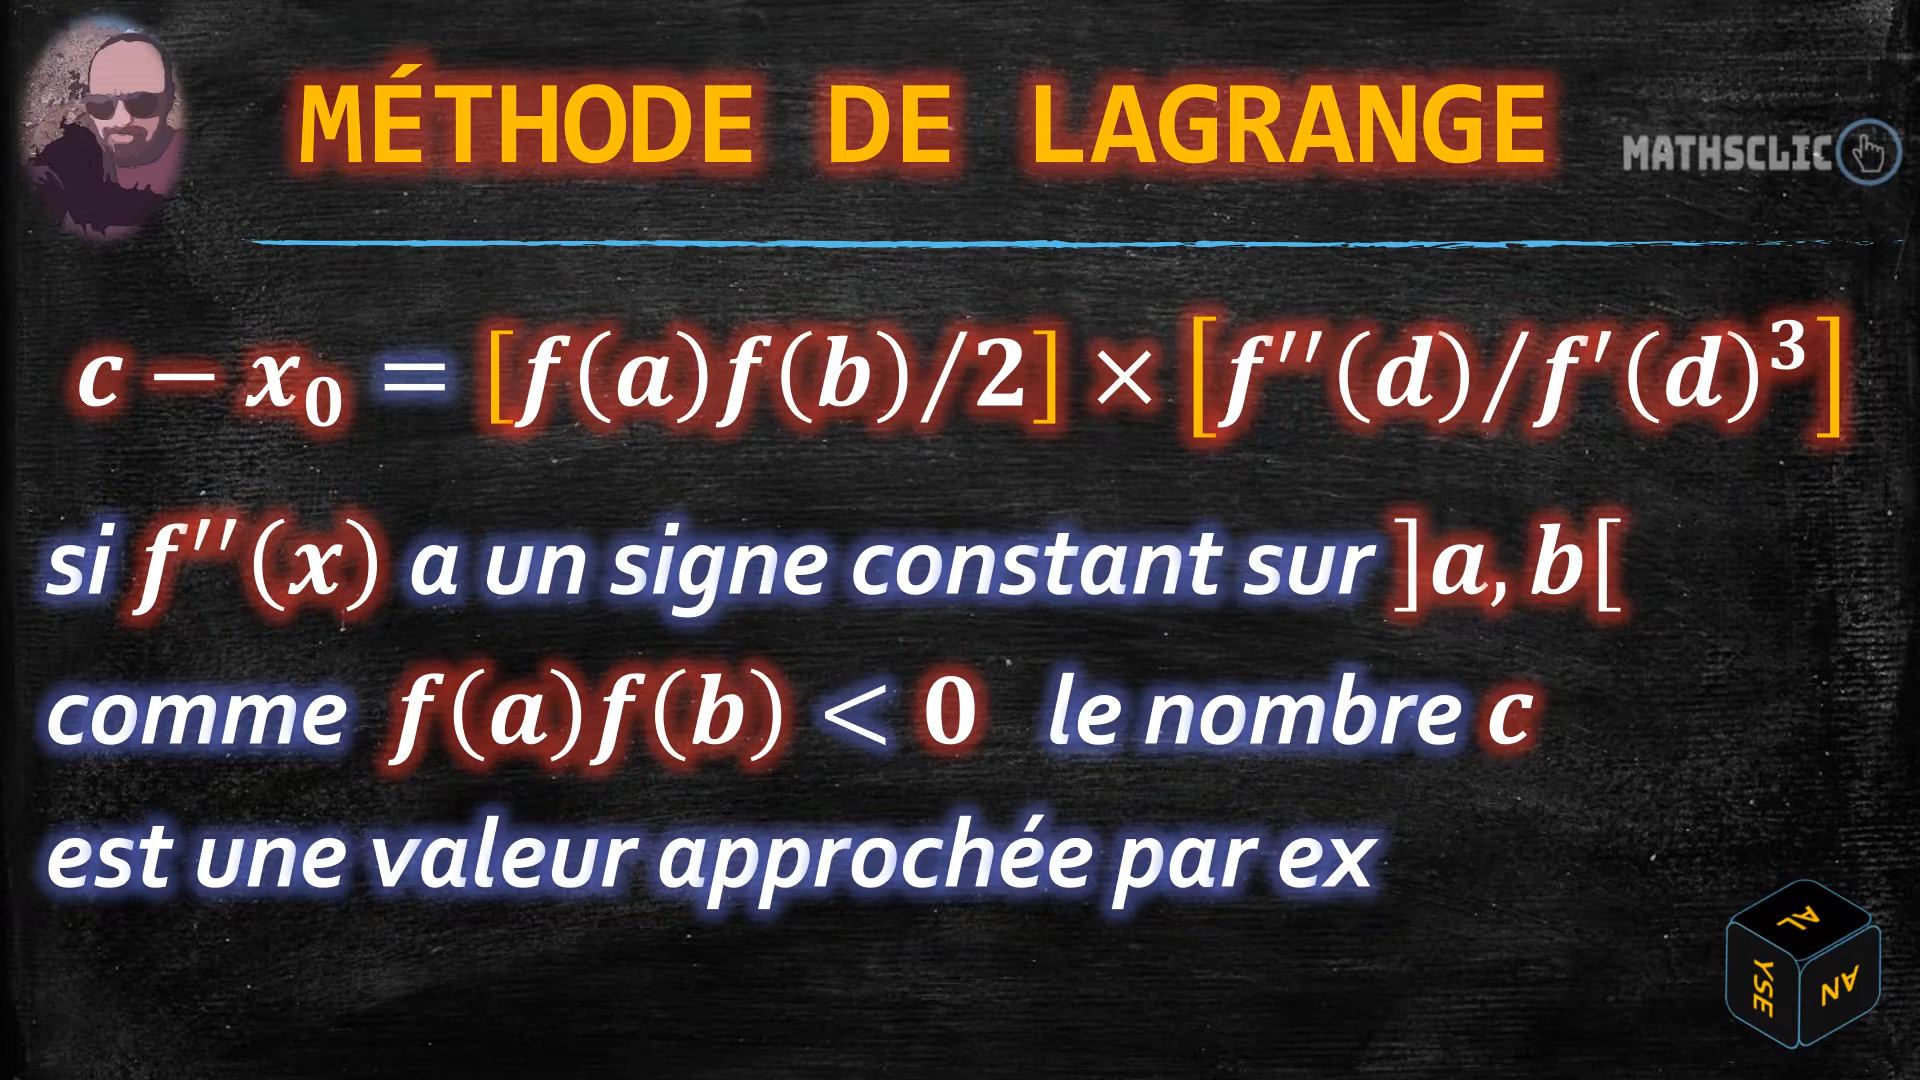 MÉTHODE DE LAGRANGE
MATHSCLIC
c − x₀ = [f(a)f(b)/2] × [f′′(d)/f′(d)³]
si f′′(x) a un signe constant sur ]a, b[
comme f(a)f(b) < 0 le nombre c
est une valeur approchée par ex
AL
YSE
AN